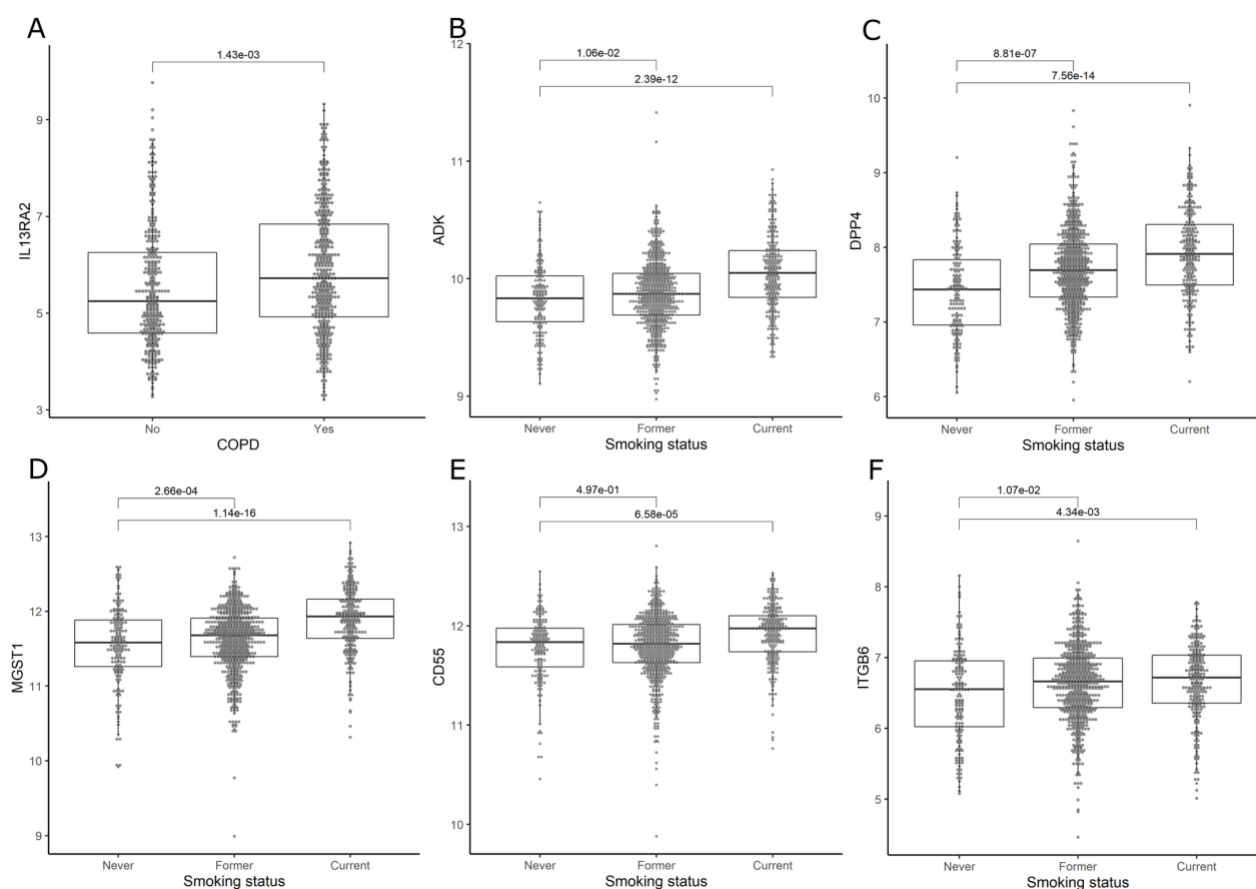 A
1.43e-03
9
7
5
3
IL13RA2
No
Yes
COPD
B
12
1.06e-02
2.39e-12
11
10
9
ADK
Never
Former
Current
Smoking status
C
8.81e-07
7.56e-14
10
9
8
7
6
DPP4
Never
Former
Current
Smoking status
D
2.66e-04
1.14e-16
13
12
11
10
9
MGST1
Never
Former
Current
Smoking status
E
4.97e-01
6.58e-05
13
12
11
10
CD55
Never
Former
Current
Smoking status
F
1.07e-02
4.34e-03
9
8
7
6
5
ITGB6
Never
Former
Current
Smoking status